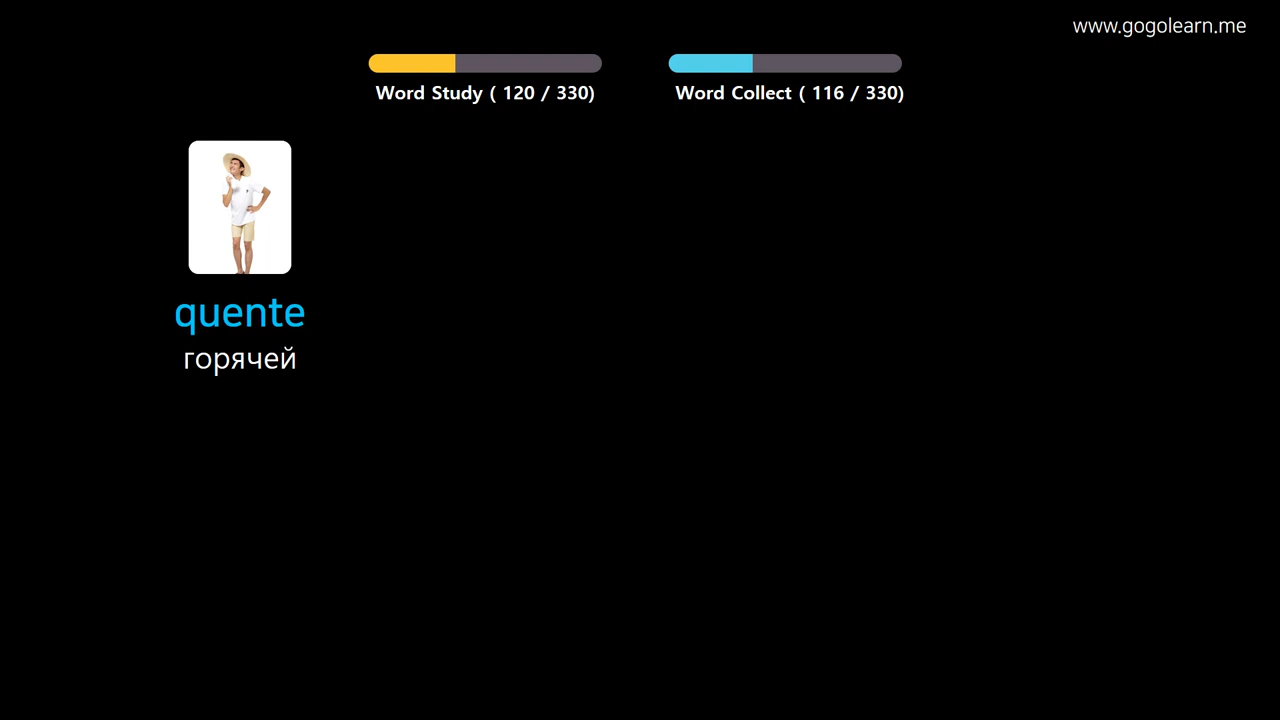 www.gogolearn.me
Word Study ( 120 / 330)
Word Collect ( 116 / 330)
quente
горячей